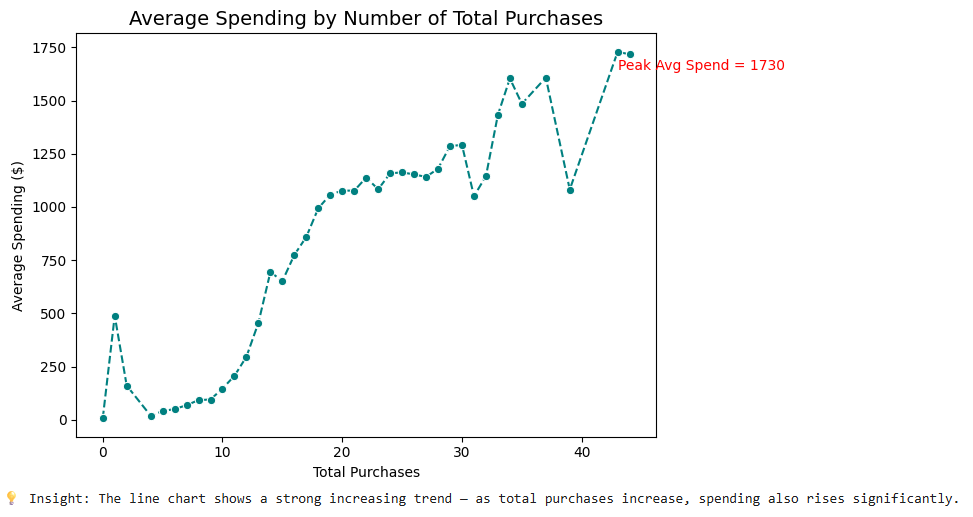 Average Spending by Number of Total Purchases
1750
Peak Avg Spend = 1730
1500
1250
1000
750
500
250
0
Average Spending ($)
0 10 20 30 40
Total Purchases
💡 Insight: The line chart shows a strong increasing trend — as total purchases increase, spending also rises significantly.